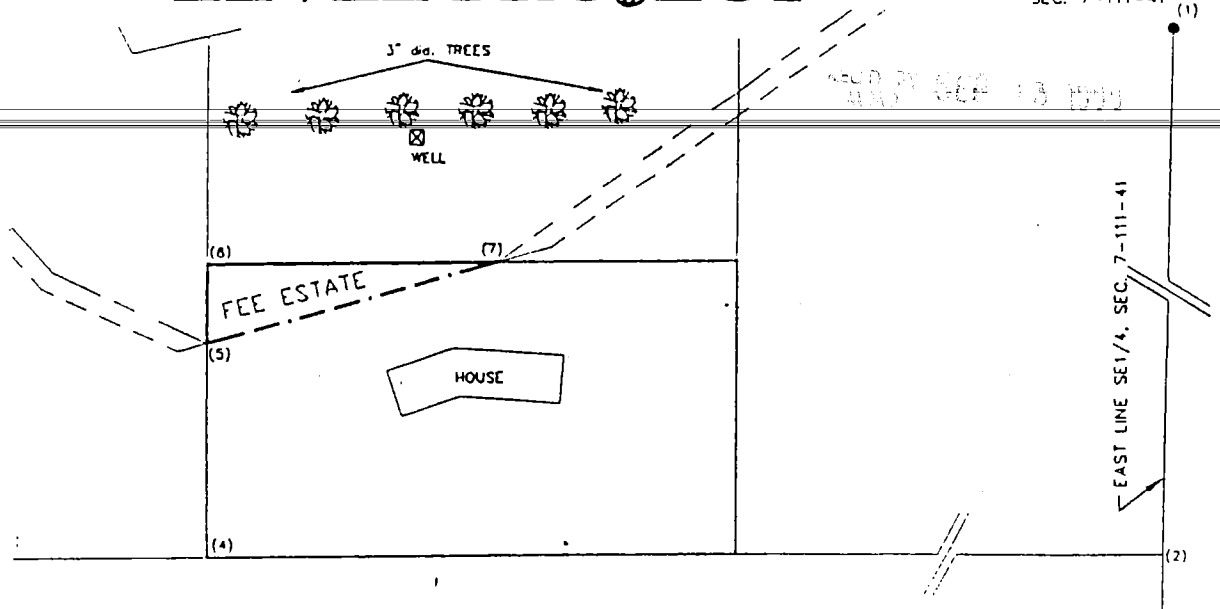 SEC. 7-111-41
(1)
3" dia. TREES
WELL
(6)
(7)
FEE ESTATE
(5)
HOUSE
EAST LINE SE1/4, SEC. 7-111-41
(4)
(2)